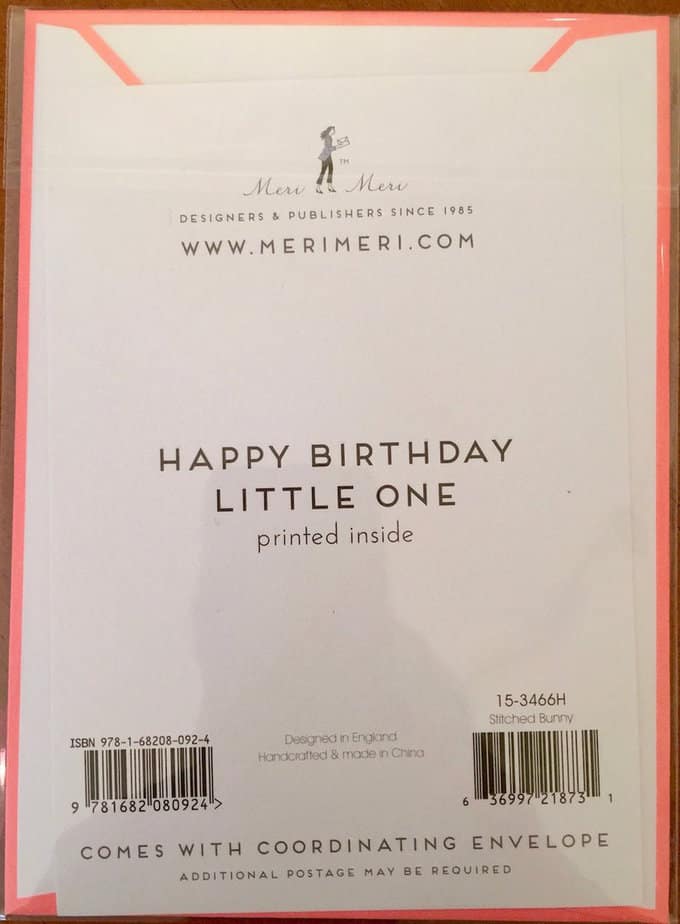 Meri Meri ™
DESIGNERS & PUBLISHERS SINCE 1985
WWW.MERIMERI.COM
HAPPY BIRTHDAY
LITTLE ONE
printed inside
15-3466H
Stitched Bunny
ISBN 978-1-68208-092-4
Designed in England
Handcrafted & made in China
9 781682 080924 >
6 36997 21873 1
COMES WITH COORDINATING ENVELOPE
ADDITIONAL POSTAGE MAY BE REQUIRED